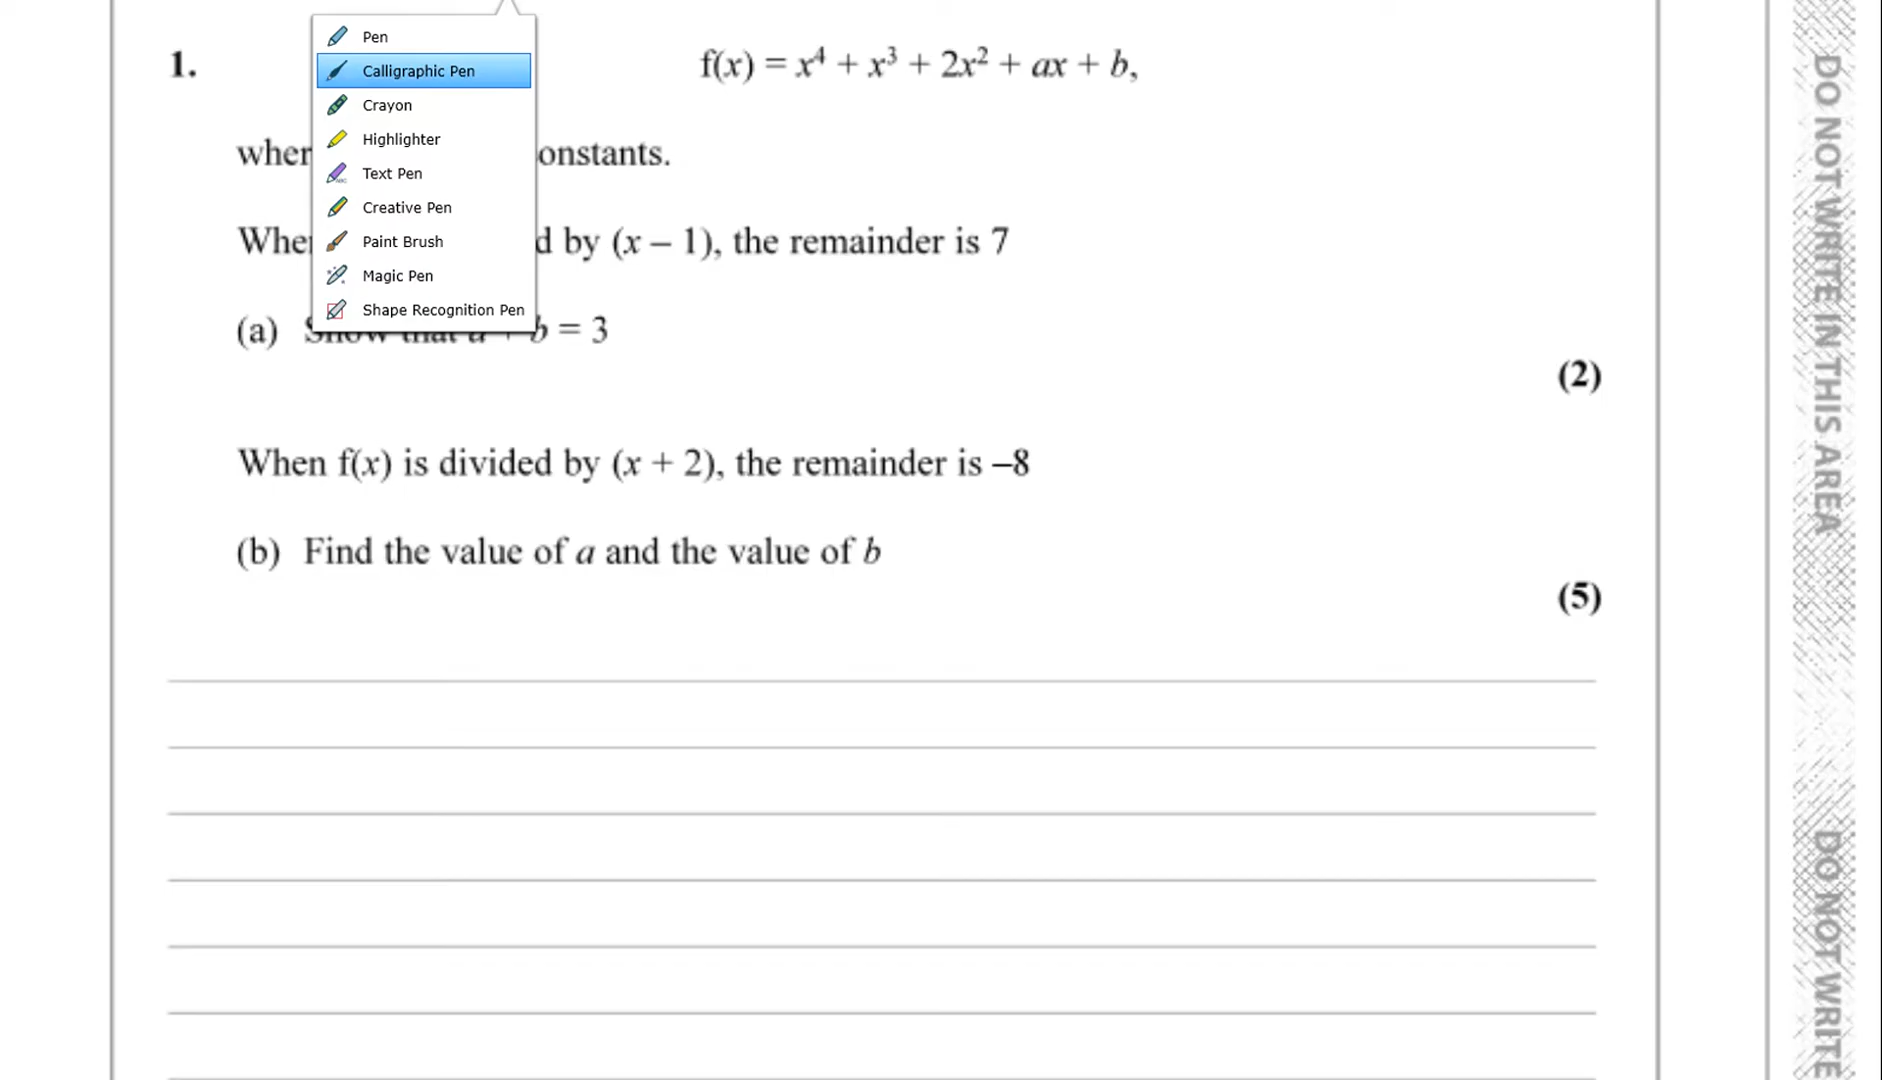 Pen
Calligraphic Pen
Crayon
Highlighter
Text Pen
Creative Pen
Paint Brush
Magic Pen
Shape Recognition Pen
1. f(x) = x⁴ + x³ + 2x² + ax + b,
wher onstants.
Whe d by (x – 1), the remainder is 7
(a) Show that a + b = 3
(2)
When f(x) is divided by (x + 2), the remainder is –8
(b) Find the value of a and the value of b
(5)
DO NOT WRITE IN THIS AREA
DO NOT WRITE